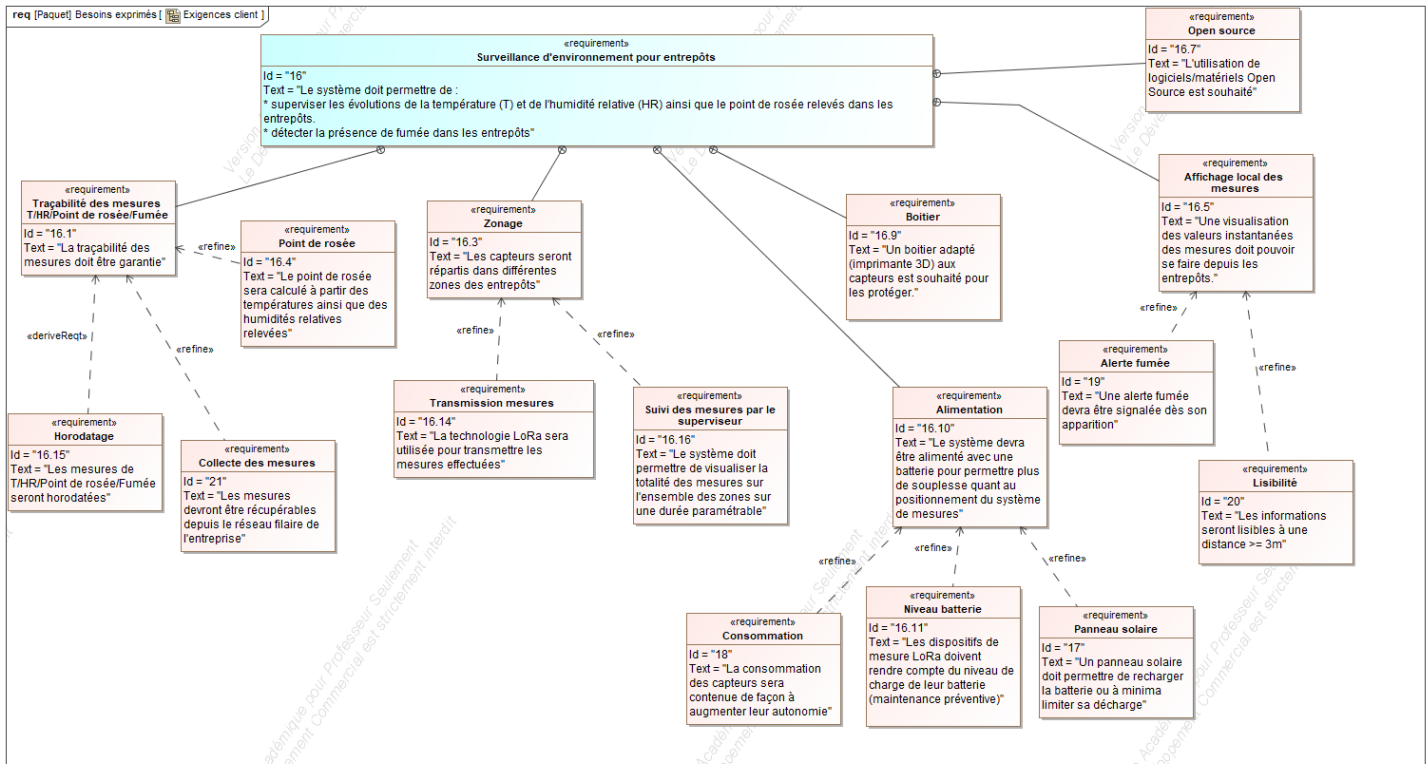 req [Paquet] Besoins exprimés [ Exigences client ]
«requirement»
Surveillance d'environnement pour entrepôts
Id = "16"
Text = "Le système doit permettre de :
* superviser les évolutions de la température (T) et de l'humidité relative (HR) ainsi que le point de rosée relevés dans les
entrepôts.
* détecter la présence de fumée dans les entrepôts"
«requirement»
Open source
Id = "16.7"
Text = "L'utilisation de
logiciels/matériels Open
Source est souhaité"
«requirement»
Traçabilité des mesures
T/HR/Point de rosée/Fumée
Id = "16.1"
Text = "La traçabilité des
mesures doit être garantie"
«refine»
«requirement»
Point de rosée
Id = "16.4"
Text = "Le point de rosée
sera calculé à partir des
températures ainsi que des
humidités relatives
relevées"
«requirement»
Zonage
Id = "16.3"
Text = "Les capteurs seront
répartis dans différentes
zones des entrepôts"
«requirement»
Boitier
Id = "16.9"
Text = "Un boitier adapté
(imprimante 3D) aux
capteurs est souhaité pour
les protéger."
«requirement»
Affichage local des
mesures
Id = "16.5"
Text = "Une visualisation
des valeurs instantanées
des mesures doit pouvoir
se faire depuis les
entrepôts."
«deriveReqt»
«refine»
«refine»
«refine»
«refine»
«refine»
«requirement»
Horodatage
Id = "16.15"
Text = "Les mesures de
T/HR/Point de rosée/Fumée
seront horodatées"
«requirement»
Collecte des mesures
Id = "21"
Text = "Les mesures
devront être récupérables
depuis le réseau filaire de
l'entreprise"
«requirement»
Transmission mesures
Id = "16.14"
Text = "La technologie LoRa sera
utilisée pour transmettre les
mesures effectuées"
«requirement»
Suivi des mesures par le
superviseur
Id = "16.16"
Text = "Le système doit
permettre de visualiser la
totalité des mesures sur
l'ensemble des zones sur
une durée paramétrable"
«requirement»
Alimentation
Id = "16.10"
Text = "Le système devra
être alimenté avec une
batterie pour permettre plus
de souplesse quant au
positionnement du système
de mesures"
«requirement»
Alerte fumée
Id = "19"
Text = "Une alerte fumée
devra être signalée dès son
apparition"
«requirement»
Lisibilité
Id = "20"
Text = "Les informations
seront lisibles à une
distance >= 3m"
«refine»
«refine»
«refine»
«requirement»
Consommation
Id = "18"
Text = "La consommation
des capteurs sera
contenue de façon à
augmenter leur autonomie"
«requirement»
Niveau batterie
Id = "16.11"
Text = "Les dispositifs de
mesure LoRa doivent
rendre compte du niveau de
charge de leur batterie
(maintenance préventive)"
«requirement»
Panneau solaire
Id = "17"
Text = "Un panneau solaire
doit permettre de recharger
la batterie ou à minima
limiter sa décharge"